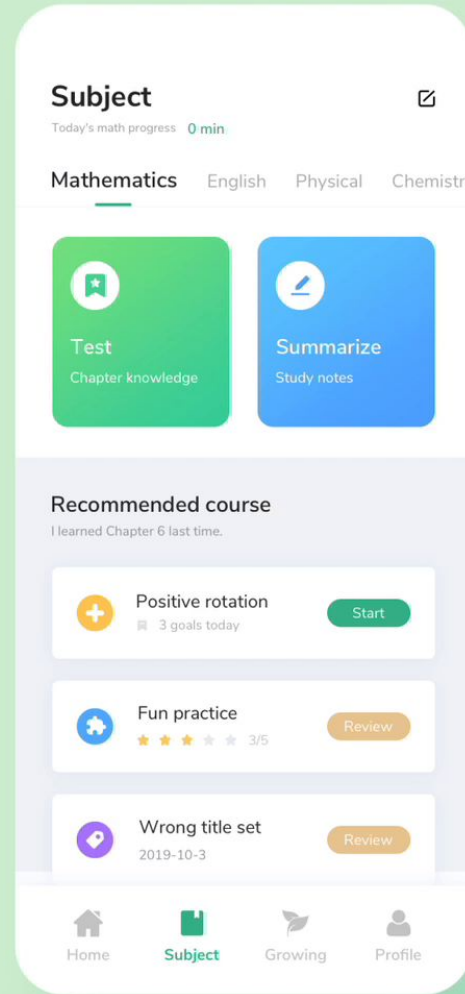 Subject
Today's math progress 0 min
Mathematics English Physical Chemistr
Test
Chapter knowledge
Summarize
Study notes
Recommended course
I learned Chapter 6 last time.
Positive rotation
3 goals today
Start
Fun practice
3/5
Review
Wrong title set
2019-10-3
Review
Home Subject Growing Profile